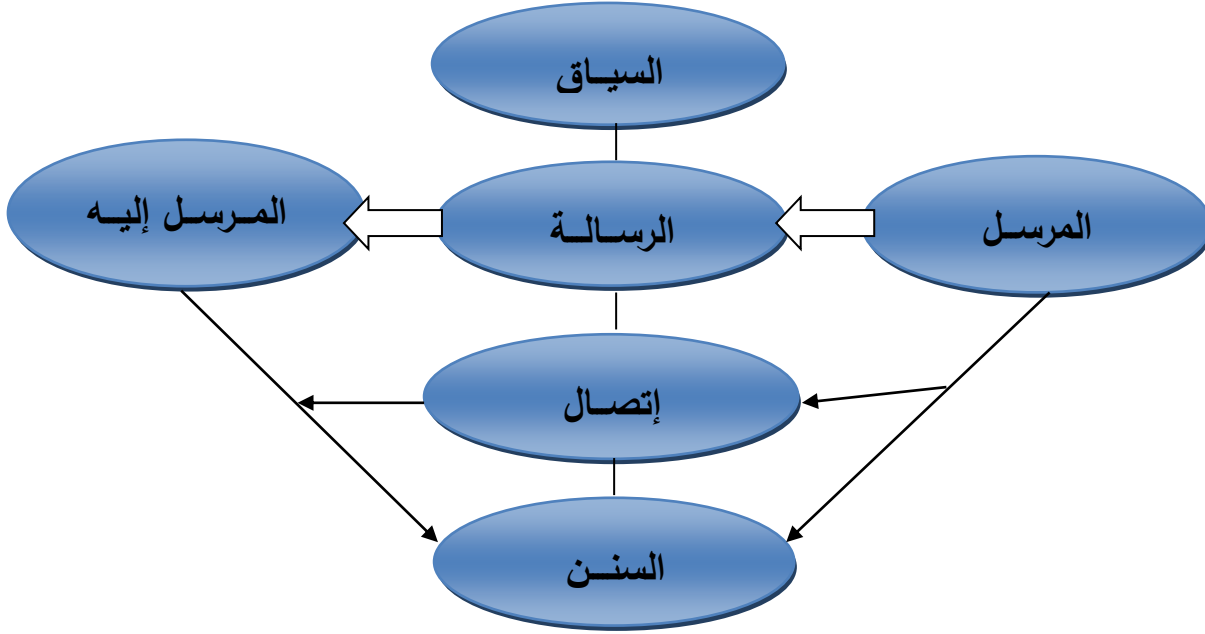 السياق
المرسل
الرسالة
المرسل إليه
إتصال
السنن